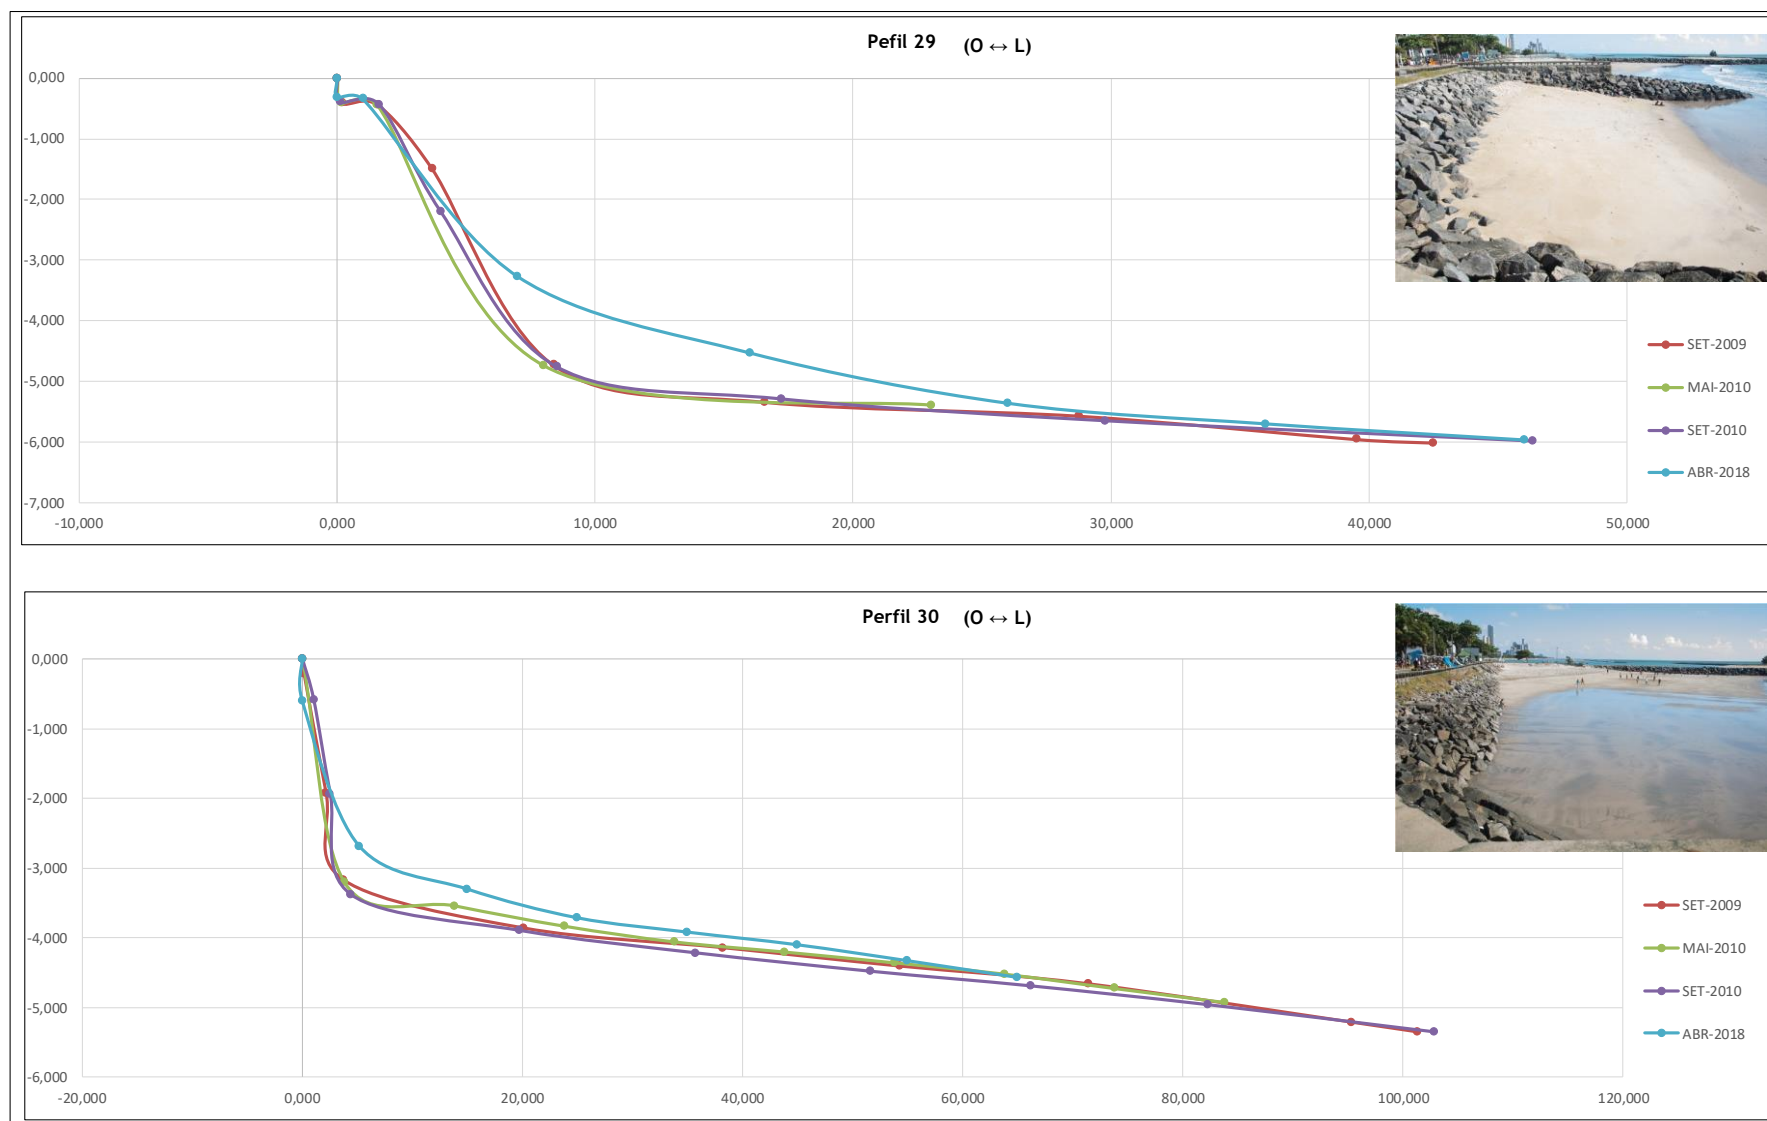 Pefil 29 (O ↔ L)
0,000
-1,000
-2,000
-3,000
-4,000
-5,000
-6,000
-7,000
-10,000 0,000 10,000 20,000 30,000 40,000 50,000
SET-2009
MAI-2010
SET-2010
ABR-2018
Perfil 30 (O ↔ L)
0,000
-1,000
-2,000
-3,000
-4,000
-5,000
-6,000
-20,000 0,000 20,000 40,000 60,000 80,000 100,000 120,000
SET-2009
MAI-2010
SET-2010
ABR-2018